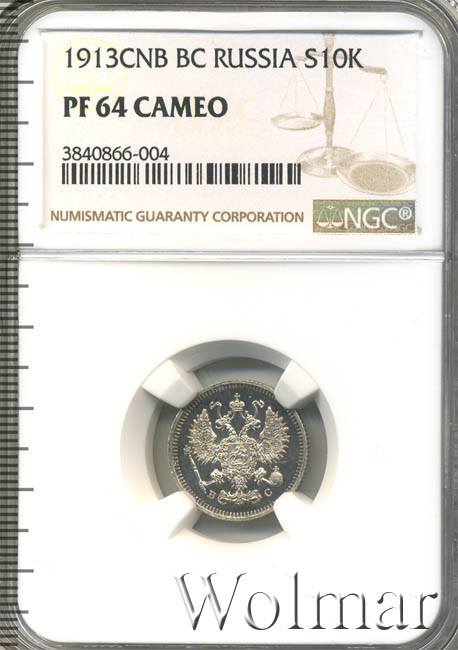 1913CNB BC RUSSIA S10K
PF 64 CAMEO
3840866-004
NUMISMATIC GUARANTY CORPORATION
NGC®
B C
Wolmar